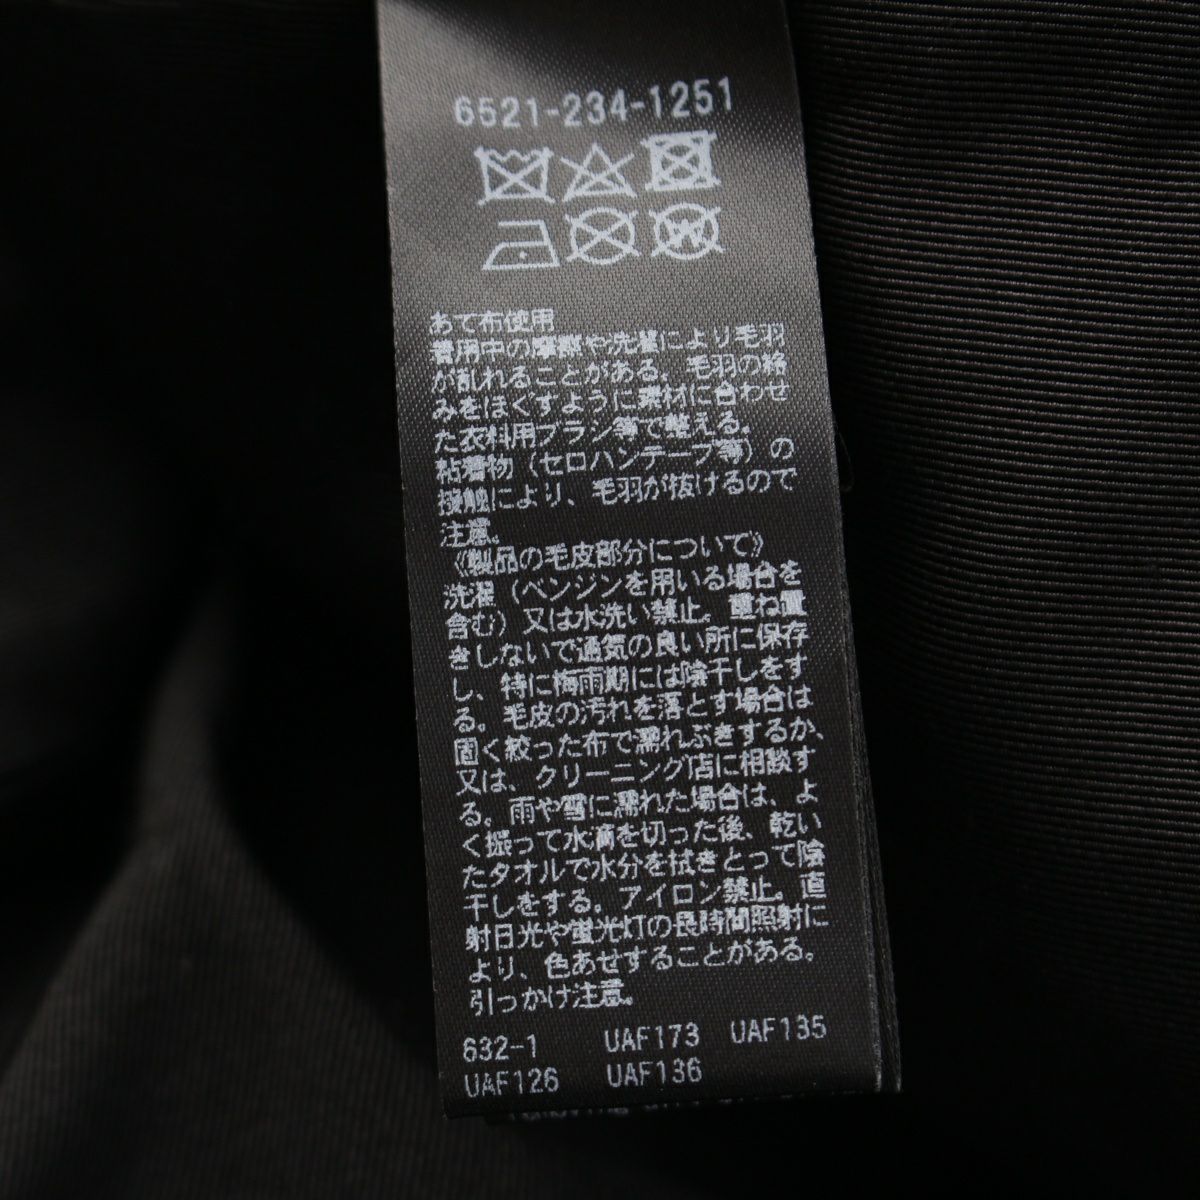 6521-234-1251
あて布使用
着用中の摩擦や洗濯により毛羽
が乱れることがある。毛羽の絡
みをほぐすように素材に合わせ
た衣料用ブラシ等で整える。
粘着物（セロハンテープ等）の
接触により、毛羽が抜けるので
注意。
《製品の毛皮部分について》
洗濯（ベンジンを用いる場合を
含む）又は水洗い禁止。重ね置
きしないで通気の良い所に保存
し、特に梅雨期には陰干しをす
る。毛皮の汚れを落とす場合は
固く絞った布で濡れぶきするか、
又は、クリーニング店に相談す
る。雨や雪に濡れた場合は、よ
く振って水滴を切った後、乾い
たタオルで水分を拭きとって陰
干しをする。アイロン禁止。直
射日光や蛍光灯の長時間照射に
より、色あせすることがある。
引っかけ注意。
632-1 UAF173 UAF135
UAF126 UAF136